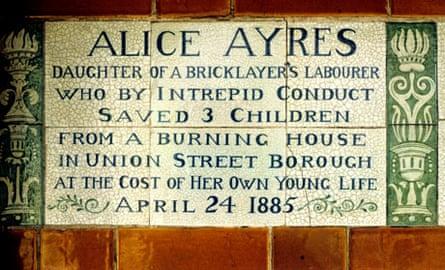 ALICE AYRES
DAUGHTER OF A BRICKLAYER'S LABOURER
WHO BY INTREPID CONDUCT
SAVED 3 CHILDREN
FROM A BURNING HOUSE
IN UNION STREET BOROUGH
AT THE COST OF HER OWN YOUNG LIFE
APRIL 24 1885